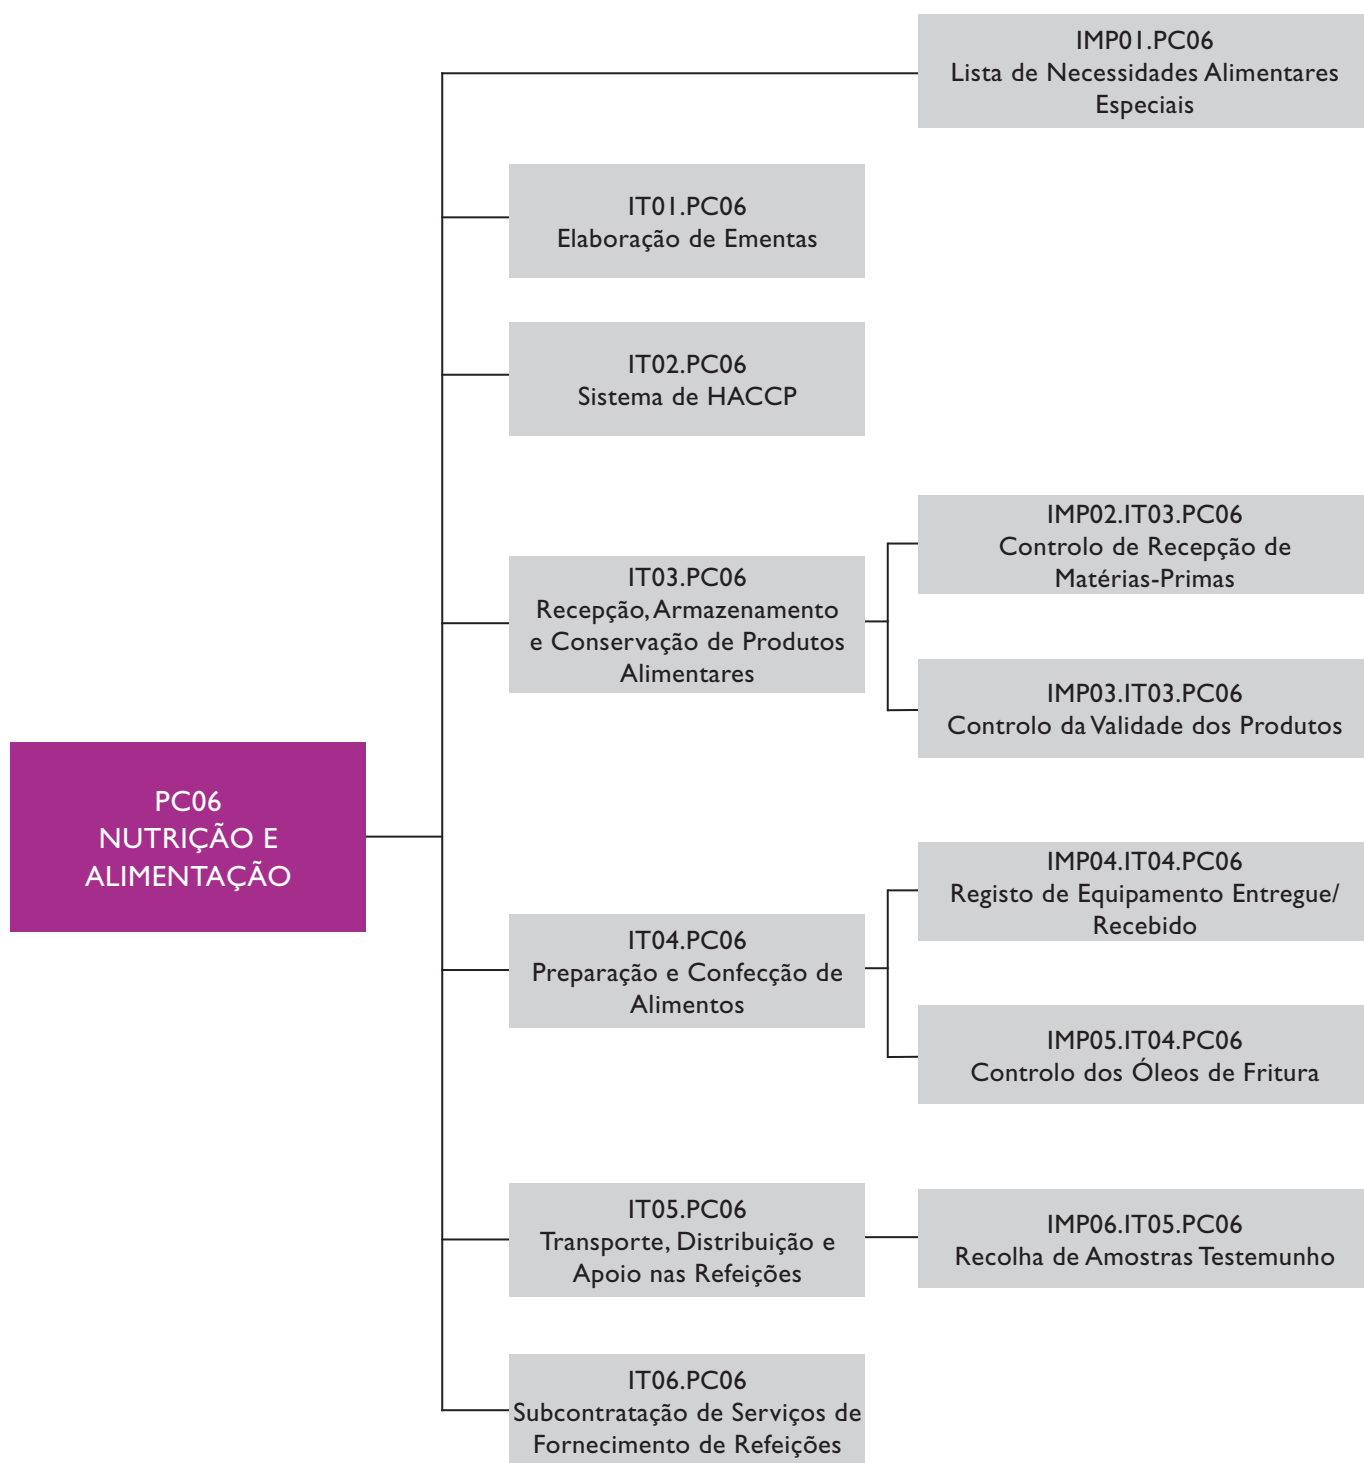 IMP01.PC06
Lista de Necessidades Alimentares
Especiais
IT01.PC06
Elaboração de Ementas
IT02.PC06
Sistema de HACCP
IT03.PC06
Recepção, Armazenamento
e Conservação de Produtos
Alimentares
IMP02.IT03.PC06
Controlo de Recepção de
Matérias-Primas
IMP03.IT03.PC06
Controlo da Validade dos Produtos
PC06
NUTRIÇÃO E
ALIMENTAÇÃO
IT04.PC06
Preparação e Confecção de
Alimentos
IMP04.IT04.PC06
Registo de Equipamento Entregue/
Recebido
IMP05.IT04.PC06
Controlo dos Óleos de Fritura
IT05.PC06
Transporte, Distribuição e
Apoio nas Refeições
IMP06.IT05.PC06
Recolha de Amostras Testemunho
IT06.PC06
Subcontratação de Serviços de
Fornecimento de Refeições